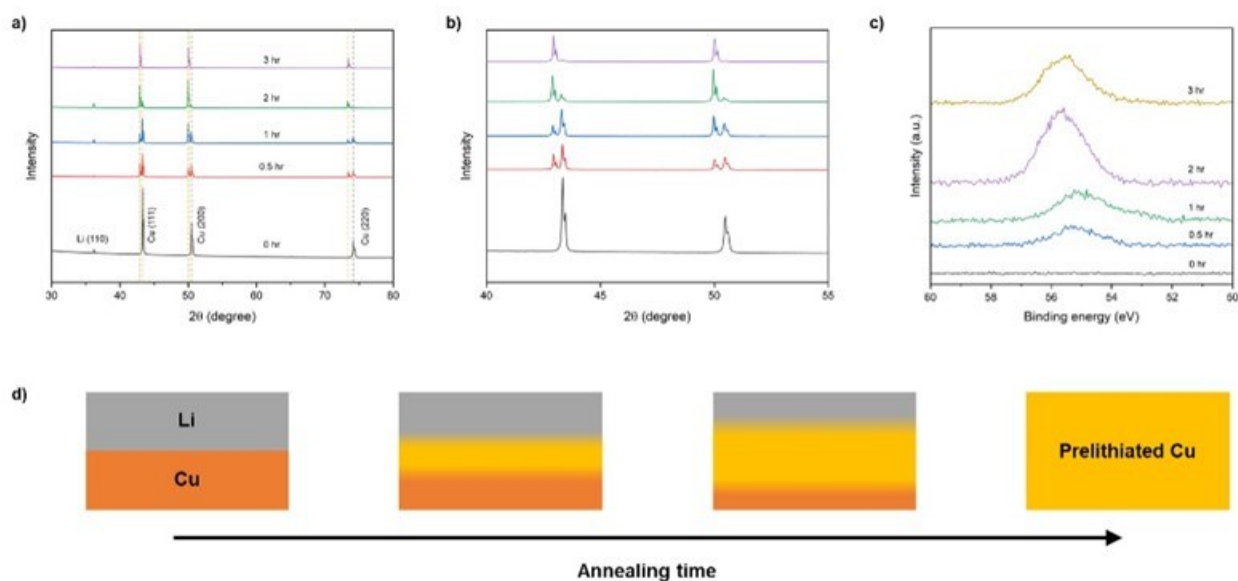 a)
Intensity
3 hr
2 hr
1 hr
0.5 hr
0 hr
Li (110)
Cu (111)
Cu (200)
Cu (220)
30 40 50 60 70 80
2θ (degree)
b)
Intensity
40 45 50 55
2θ (degree)
c)
Intensity (a.u.)
3 hr
2 hr
1 hr
0.5 hr
0 hr
60 58 56 54 52 50
Binding energy (eV)
d)
Li
Cu
Prelithiated Cu
Annealing time